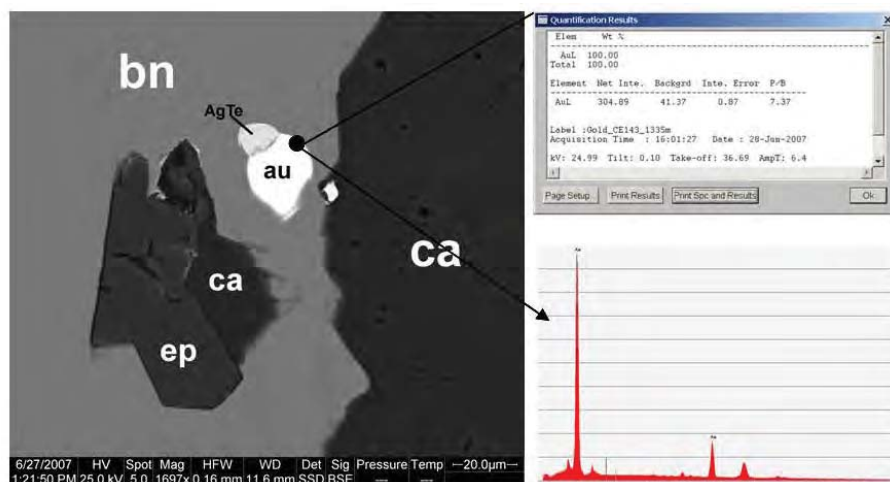 bn
AgTe
au
ca
ep
ca
6/27/2007 HV Spot Mag HFW WD Det Sig Pressure Temp 20.0µm
1:21:50 PM 25.0 kV 5.0 1697x 0.16 mm 11.6 mm SSD BSE --- ---
Quantification Results
Elem Wt %
AuL 100.00
Total 100.00
Element Net Inte. Backgrd Inte. Error P/B
AuL 304.89 41.37 0.87 7.37
Label :Gold_CE143_1335m
Acquisition Time : 16:01:27 Date : 28-Jun-2007
kV: 24.99 Tilt: 0.10 Take-off: 36.69 AmpT: 6.4
Page Setup Print Results Print Spc and Results Ok
Au
Au